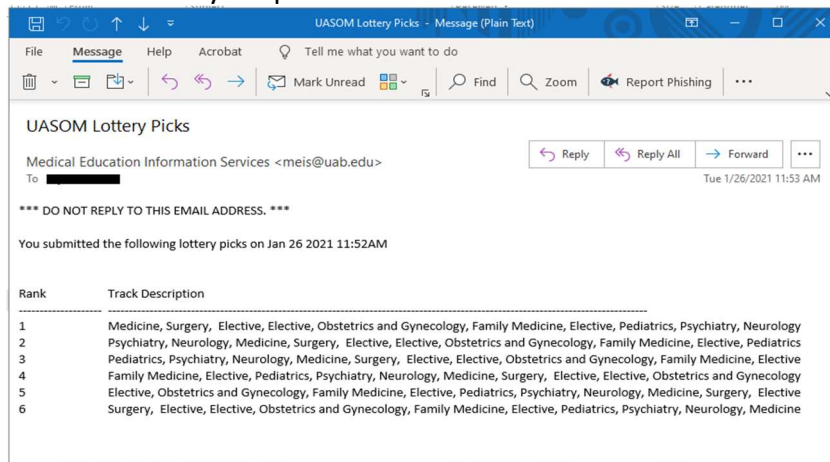 UASOM Lottery Picks - Message (Plain Text)
File Message Help Acrobat Tell me what you want to do
Mark Unread Find Zoom Report Phishing
UASOM Lottery Picks
Medical Education Information Services <meis@uab.edu>
Reply Reply All Forward
To
Tue 1/26/2021 11:53 AM
*** DO NOT REPLY TO THIS EMAIL ADDRESS. ***
You submitted the following lottery picks on Jan 26 2021 11:52AM
Rank Track Description
1 Medicine, Surgery, Elective, Elective, Obstetrics and Gynecology, Family Medicine, Elective, Pediatrics, Psychiatry, Neurology
2 Psychiatry, Neurology, Medicine, Surgery, Elective, Elective, Obstetrics and Gynecology, Family Medicine, Elective, Pediatrics
3 Pediatrics, Psychiatry, Neurology, Medicine, Surgery, Elective, Elective, Obstetrics and Gynecology, Family Medicine, Elective
4 Family Medicine, Elective, Pediatrics, Psychiatry, Neurology, Medicine, Surgery, Elective, Elective, Obstetrics and Gynecology
5 Elective, Obstetrics and Gynecology, Family Medicine, Elective, Pediatrics, Psychiatry, Neurology, Medicine, Surgery, Elective
6 Surgery, Elective, Elective, Obstetrics and Gynecology, Family Medicine, Elective, Pediatrics, Psychiatry, Neurology, Medicine